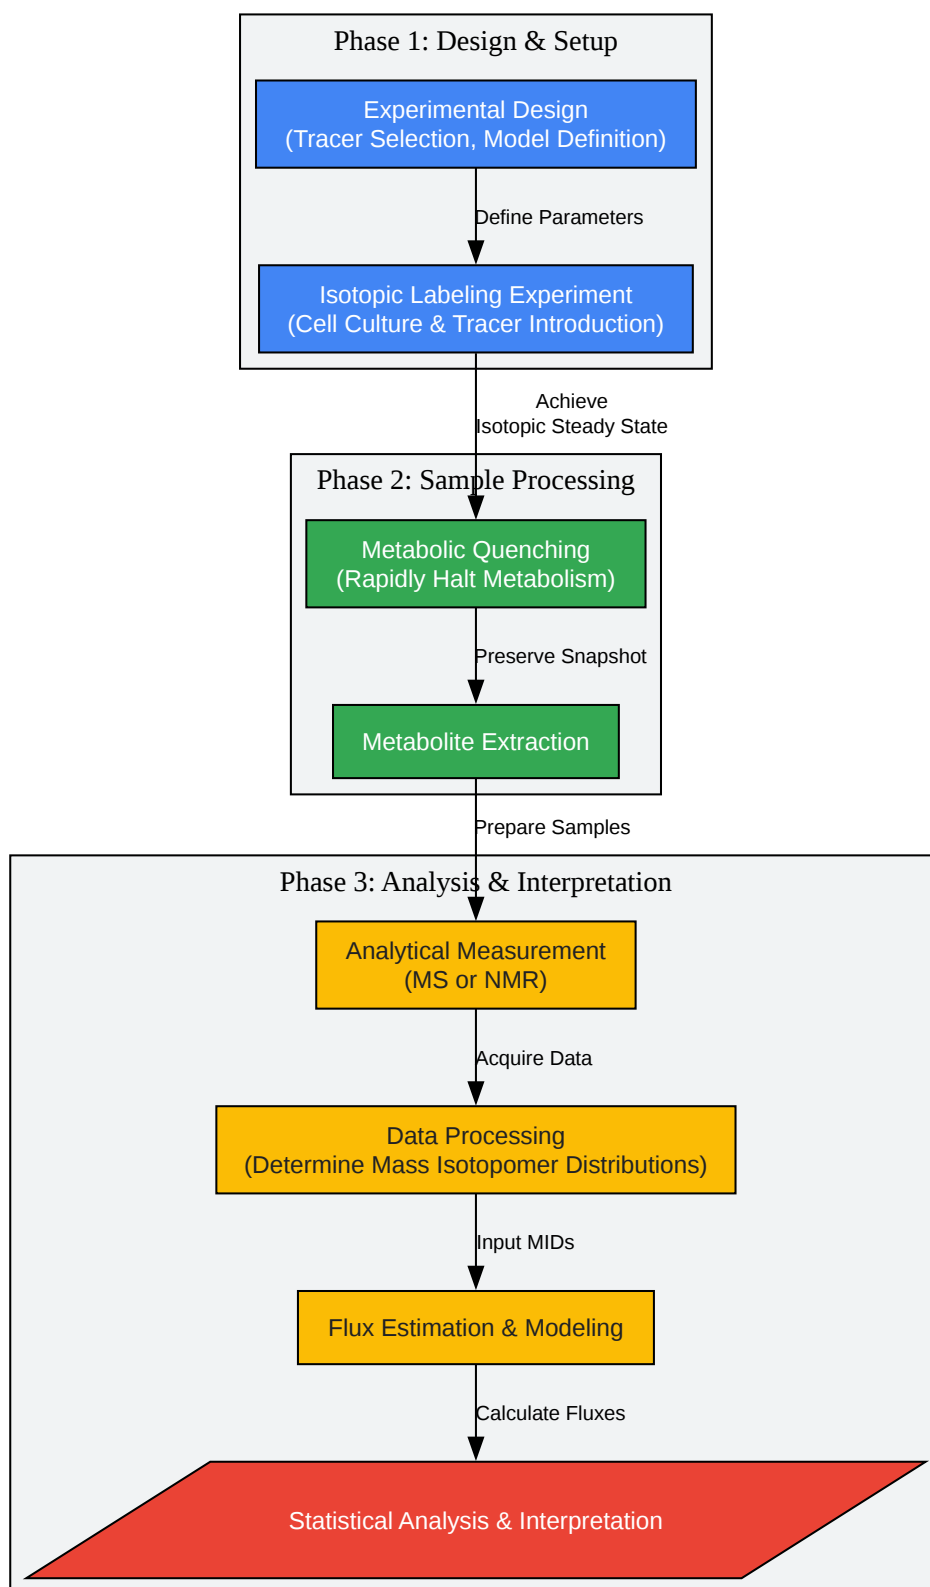 Phase 1: Design & Setup
Experimental Design
(Tracer Selection, Model Definition)
Define Parameters
Isotopic Labeling Experiment
(Cell Culture & Tracer Introduction)
Achieve
Isotopic Steady State
Phase 2: Sample Processing
Metabolic Quenching
(Rapidly Halt Metabolism)
Preserve Snapshot
Metabolite Extraction
Prepare Samples
Phase 3: Analysis & Interpretation
Analytical Measurement
(MS or NMR)
Acquire Data
Data Processing
(Determine Mass Isotopomer Distributions)
Input MIDs
Flux Estimation & Modeling
Calculate Fluxes
Statistical Analysis & Interpretation